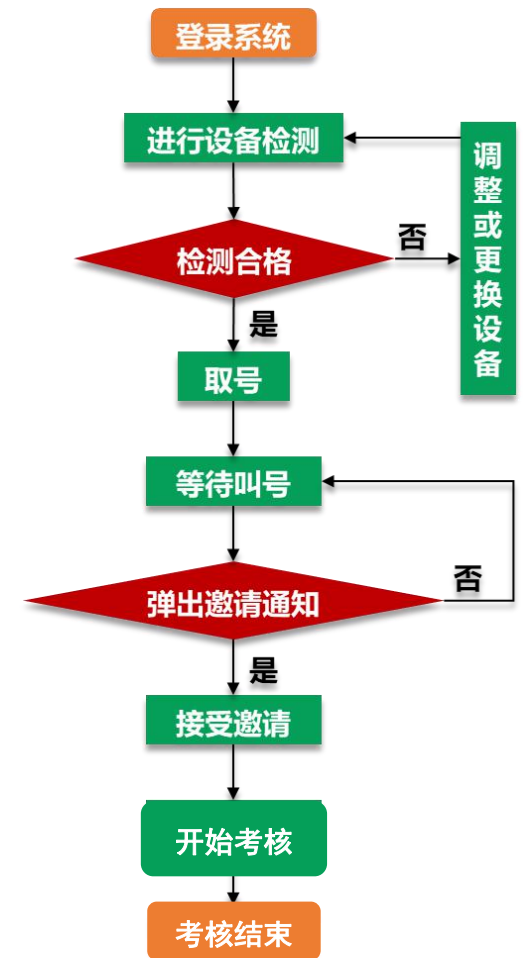 登录系统
进行设备检测
调整或更换设备
检测合格
否
是
取号
等待叫号
弹出邀请通知
否
是
接受邀请
开始考核
考核结束